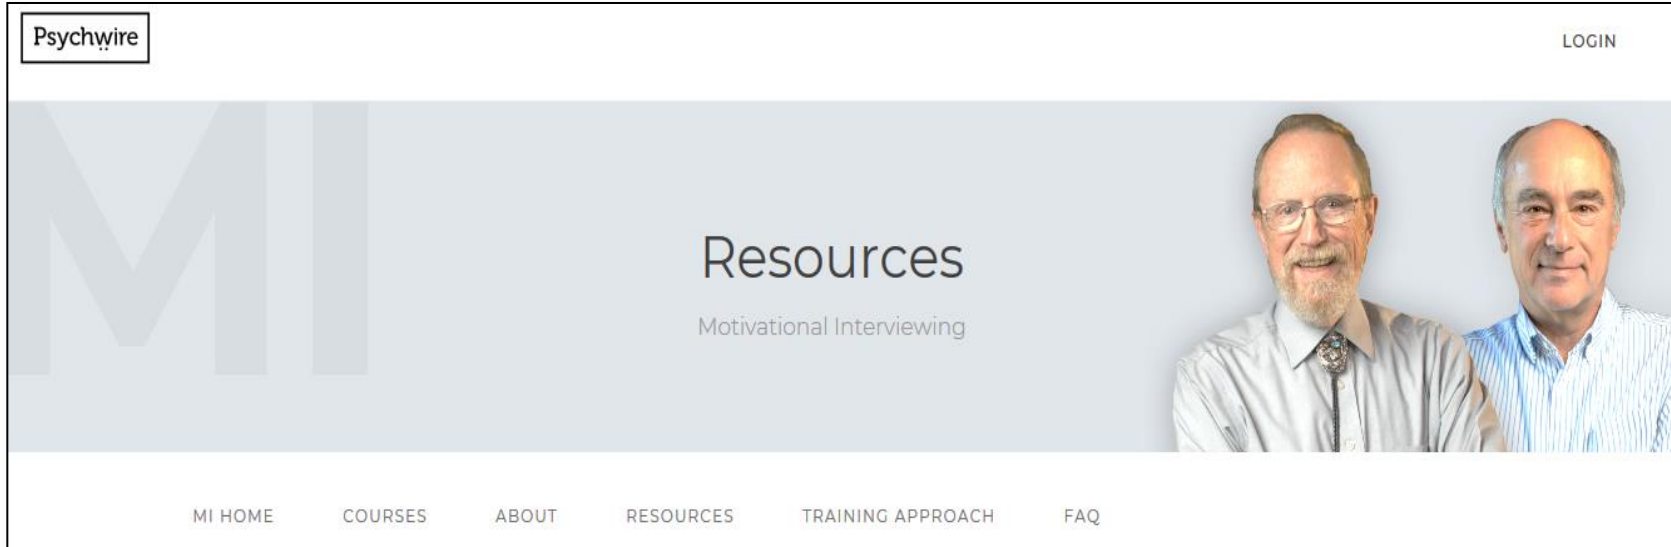 Psychwire
LOGIN
MI
Resources
Motivational Interviewing
MI HOME
COURSES
ABOUT
RESOURCES
TRAINING APPROACH
FAQ